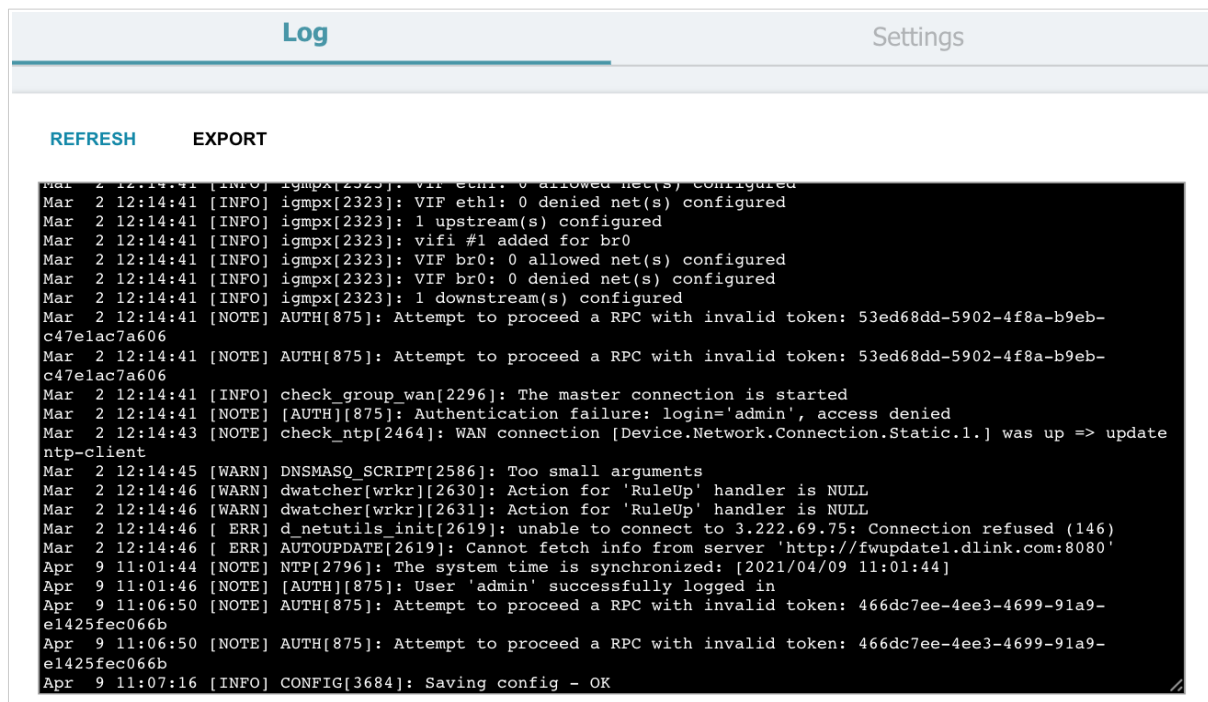 Log
Settings
REFRESH
EXPORT
Mar  2 12:14:41 [INFO] igmpx[2323]: VIF eth1: 0 allowed net(s) configured
Mar  2 12:14:41 [INFO] igmpx[2323]: VIF eth1: 0 denied net(s) configured
Mar  2 12:14:41 [INFO] igmpx[2323]: 1 upstream(s) configured
Mar  2 12:14:41 [INFO] igmpx[2323]: vifi #1 added for br0
Mar  2 12:14:41 [INFO] igmpx[2323]: VIF br0: 0 allowed net(s) configured
Mar  2 12:14:41 [INFO] igmpx[2323]: VIF br0: 0 denied net(s) configured
Mar  2 12:14:41 [INFO] igmpx[2323]: 1 downstream(s) configured
Mar  2 12:14:41 [NOTE] AUTH[875]: Attempt to proceed a RPC with invalid token: 53ed68dd-5902-4f8a-b9eb-
c47e1ac7a606
Mar  2 12:14:41 [NOTE] AUTH[875]: Attempt to proceed a RPC with invalid token: 53ed68dd-5902-4f8a-b9eb-
c47e1ac7a606
Mar  2 12:14:41 [INFO] check_group_wan[2296]: The master connection is started
Mar  2 12:14:41 [NOTE] [AUTH][875]: Authentication failure: login='admin', access denied
Mar  2 12:14:43 [NOTE] check_ntp[2464]: WAN connection [Device.Network.Connection.Static.1.] was up => update
ntp-client
Mar  2 12:14:45 [WARN] DNSMASQ_SCRIPT[2586]: Too small arguments
Mar  2 12:14:46 [WARN] dwatcher[wrkr][2630]: Action for 'RuleUp' handler is NULL
Mar  2 12:14:46 [WARN] dwatcher[wrkr][2631]: Action for 'RuleUp' handler is NULL
Mar  2 12:14:46 [ ERR] d_netutils_init[2619]: unable to connect to 3.222.69.75: Connection refused (146)
Mar  2 12:14:46 [ ERR] AUTOUPDATE[2619]: Cannot fetch info from server 'http://fwupdate1.dlink.com:8080'
Apr  9 11:01:44 [NOTE] NTP[2796]: The system time is synchronized: [2021/04/09 11:01:44]
Apr  9 11:01:46 [NOTE] [AUTH][875]: User 'admin' successfully logged in
Apr  9 11:06:50 [NOTE] AUTH[875]: Attempt to proceed a RPC with invalid token: 466dc7ee-4ee3-4699-91a9-
e1425fec066b
Apr  9 11:06:50 [NOTE] AUTH[875]: Attempt to proceed a RPC with invalid token: 466dc7ee-4ee3-4699-91a9-
e1425fec066b
Apr  9 11:07:16 [INFO] CONFIG[3684]: Saving config - OK